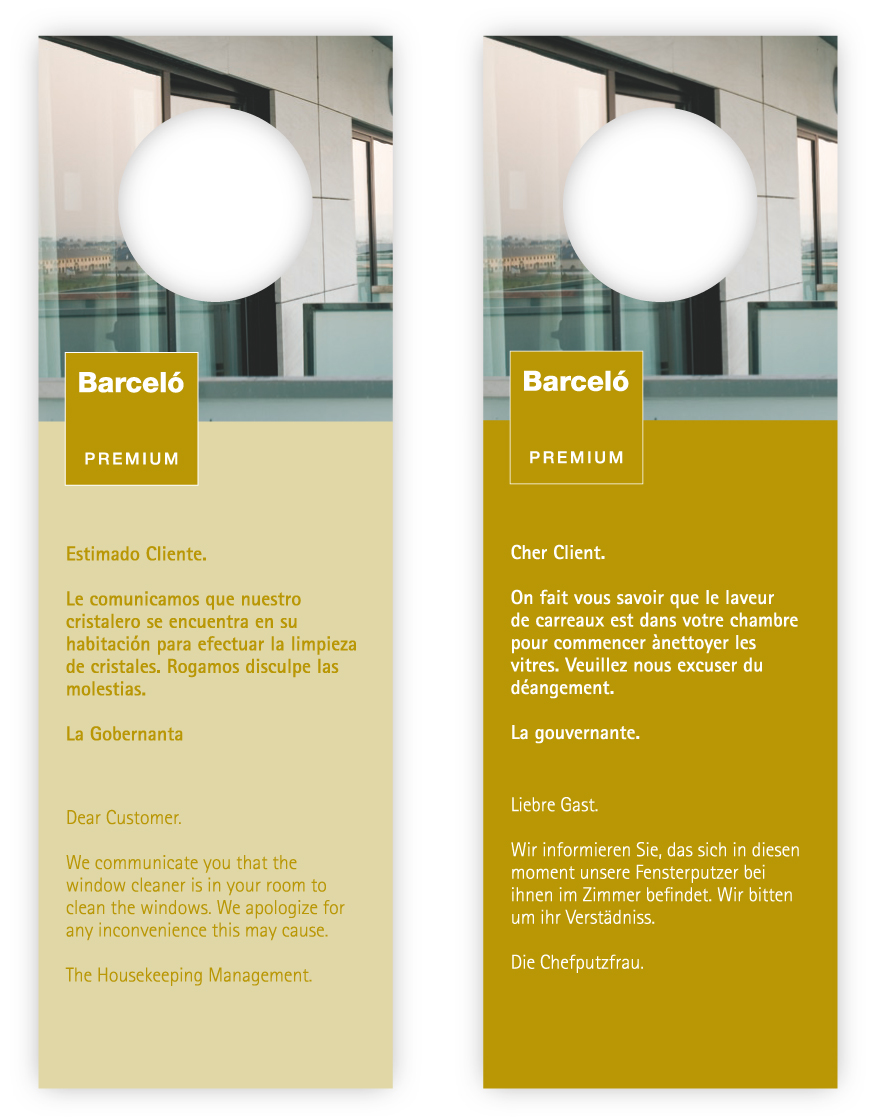 Barceló
PREMIUM
Estimado Cliente.
Le comunicamos que nuestro
cristalero se encuentra en su
habitación para efectuar la limpieza
de cristales. Rogamos disculpe las
molestias.
La Gobernanta
Dear Customer.
We communicate you that the
window cleaner is in your room to
clean the windows. We apologize for
any inconvenience this may cause.
The Housekeeping Management.
Barceló
PREMIUM
Cher Client.
On fait vous savoir que le laveur
de carreaux est dans votre chambre
pour commencer ànettoyer les
vitres. Veuillez nous excuser du
déangement.
La gouvernante.
Liebre Gast.
Wir informieren Sie, das sich in diesen
moment unsere Fensterputzer bei
ihnen im Zimmer befindet. Wir bitten
um ihr Verstädniss.
Die Chefputzfrau.